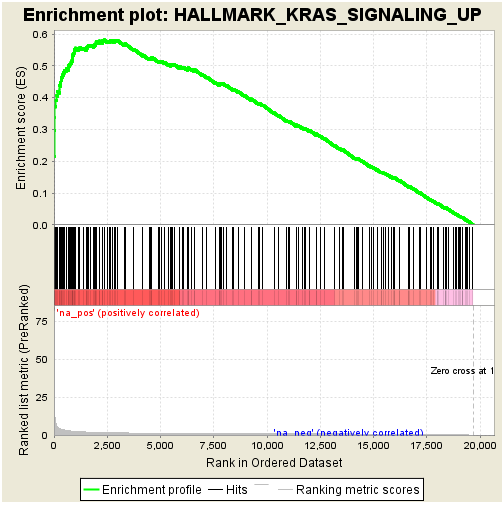 Enrichment plot: HALLMARK_KRAS_SIGNALING_UP
Enrichment score (ES)
0.6
0.5
0.4
0.3
0.2
0.1
0.0
'na_pos' (positively correlated)
Ranked list metric (PreRanked)
75
50
25
0
Zero cross at 1
'na_neg' (negatively correlated)
0
2,500
5,000
7,500
10,000
12,500
15,000
17,500
20,000
Rank in Ordered Dataset
Enrichment profile
Hits
Ranking metric scores